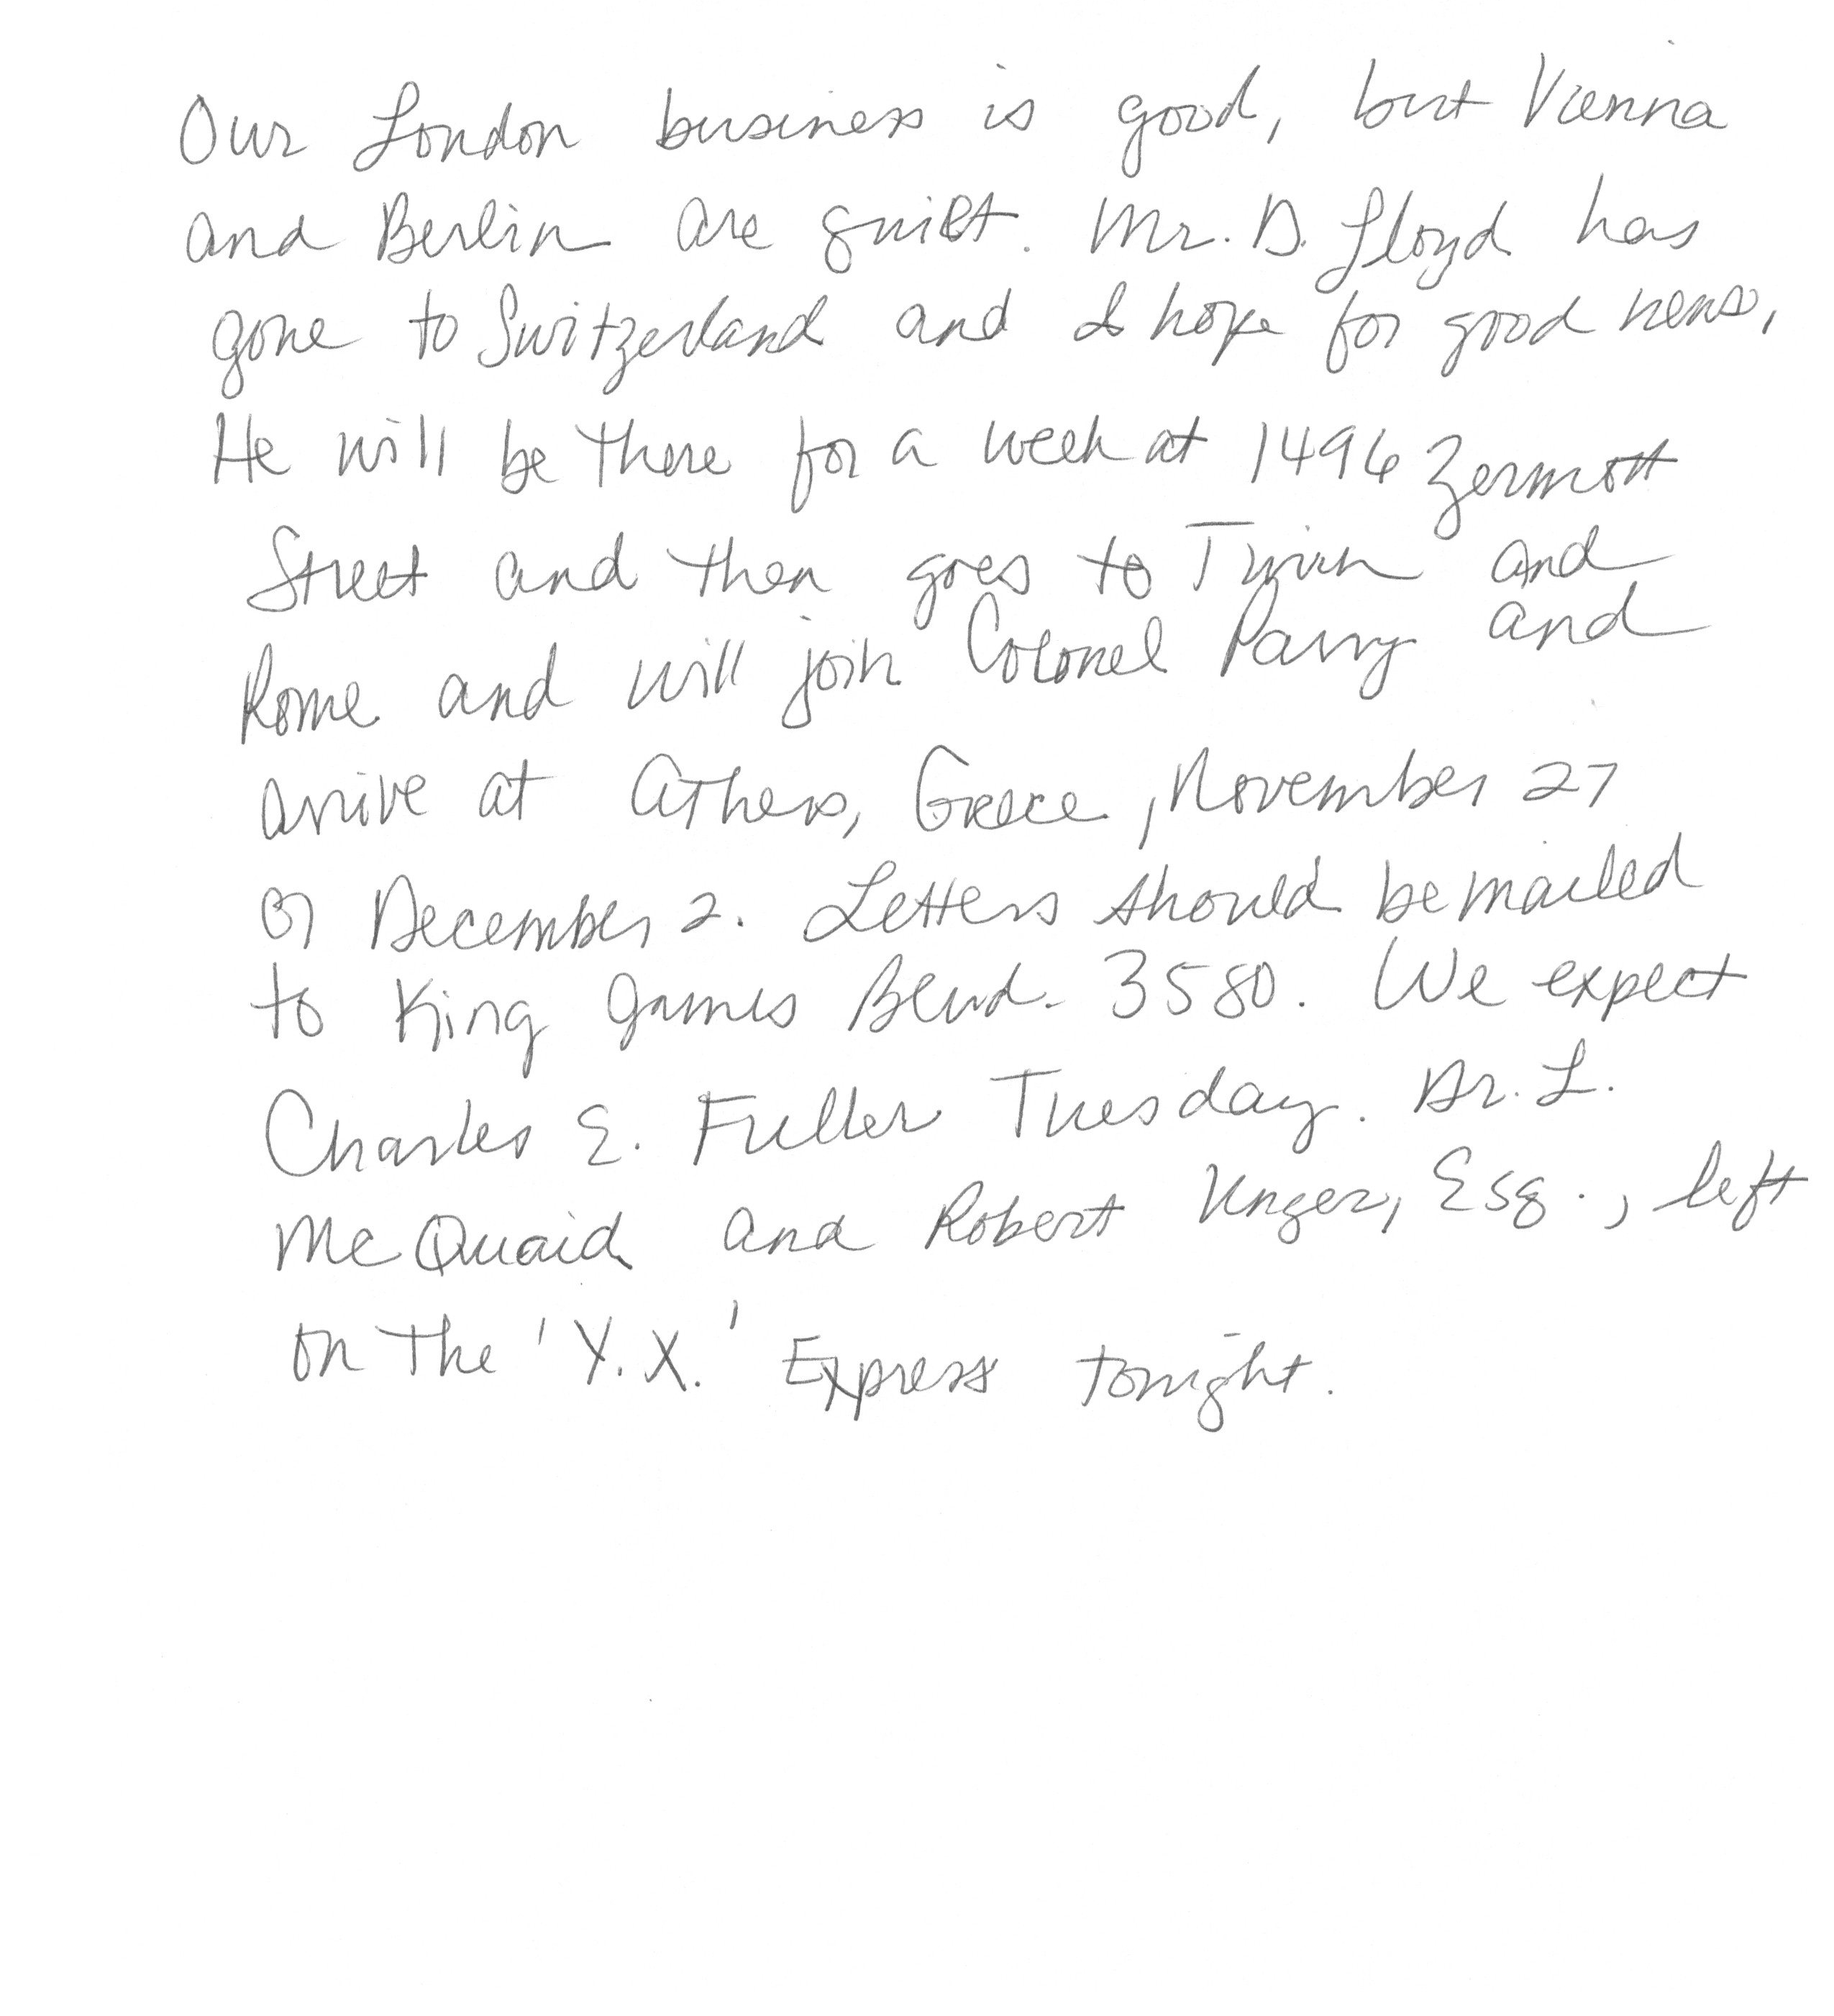 Our London business is good, but Vienna
and Berlin are quiet. Mr. D. Lloyd has
gone to Switzerland and I hope for good news,
He will be there for a week at 1496 Zermott
Street and then goes to Turin and
Rome and will join Colonel Parry and
arrive at Athens, Greece, November 27
or December 2. Letters should be mailed
to King James Blvd. 3580. We expect
Charles E. Fuller Tuesday. Dr. L.
McQuaid and Robert Unger, Esq., left
on the 'Y.X.' Express tonight.